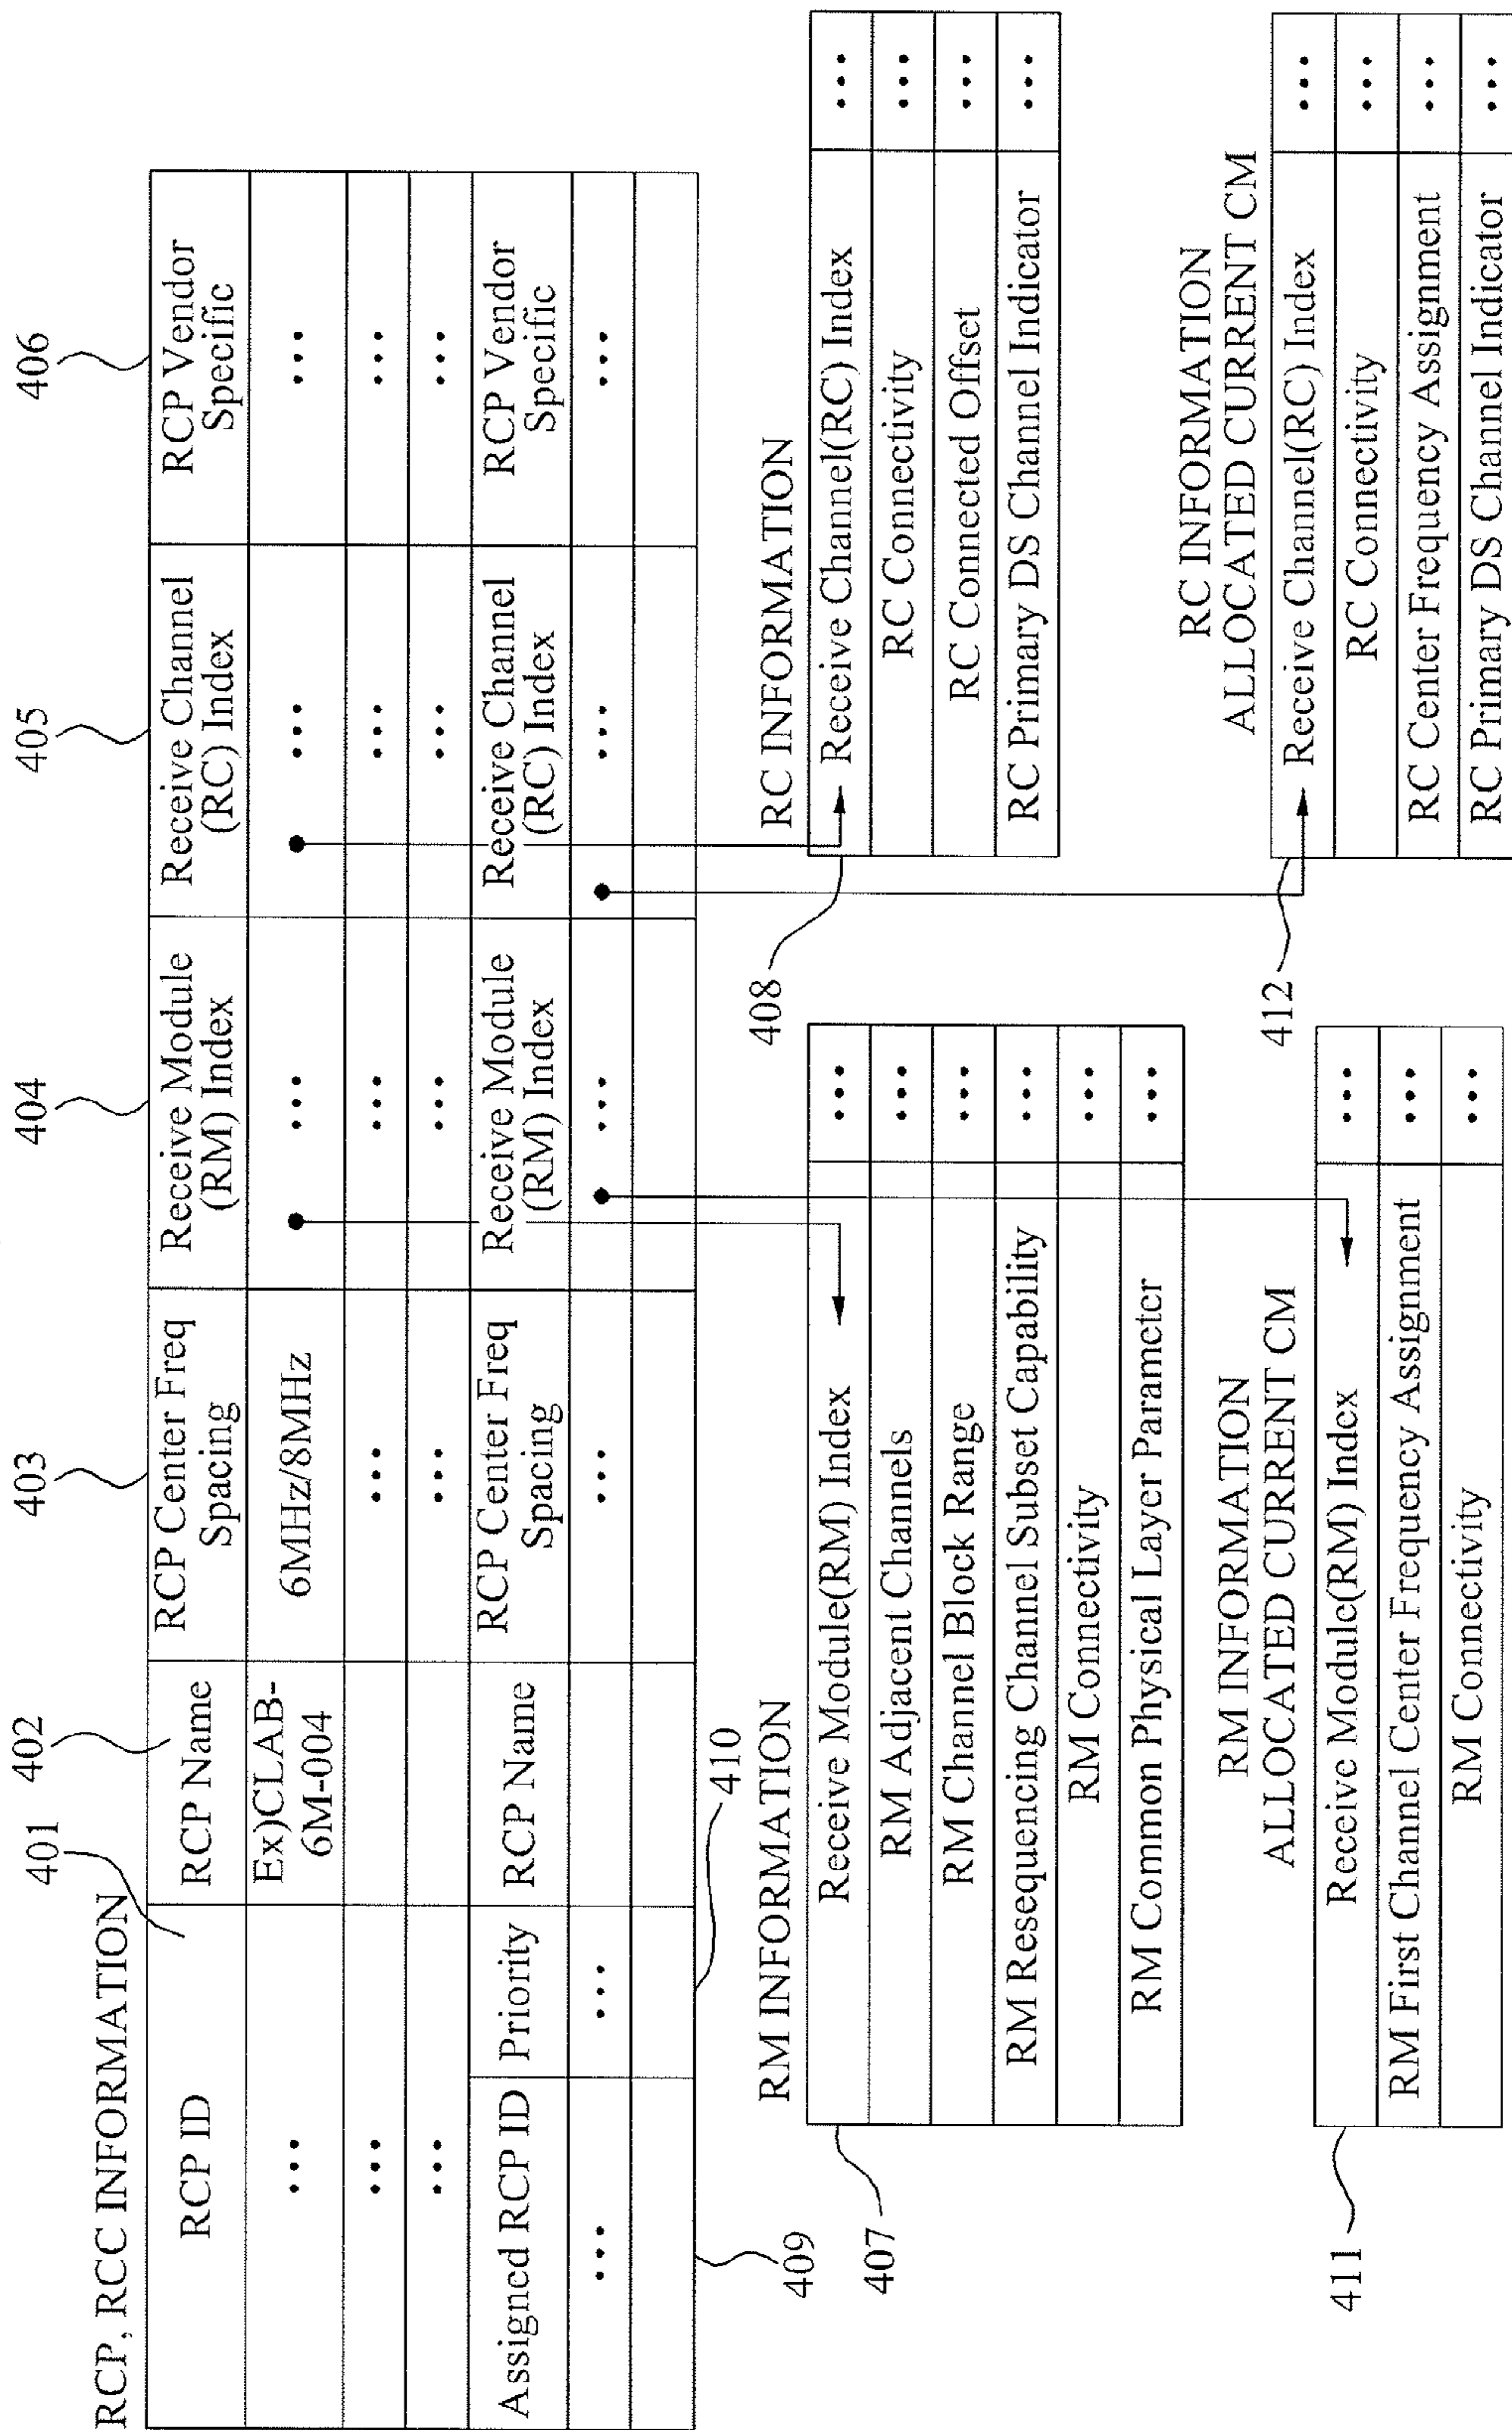 RCP, RCC INFORMATION
401
402
403
404
405
406
RCP ID
RCP Name
RCP Center Freq
Spacing
Receive Module
(RM) Index
Receive Channel
(RC) Index
RCP Vendor
Specific
...
Ex)CLAB-
6M-004
6MHz/8MHz
...
...
...
...
...
...
...
...
...
...
...
...
Assigned RCP ID
Priority
RCP Name
RCP Center Freq
Spacing
Receive Module
(RM) Index
Receive Channel
(RC) Index
RCP Vendor
Specific
...
...
...
...
...
...
409
410
RM INFORMATION
407
Receive Module(RM) Index
...
RM Adjacent Channels
...
RM Channel Block Range
...
RM Resequencing Channel Subset Capability
...
RM Connectivity
...
RM Common Physical Layer Parameter
...
RC INFORMATION
408
Receive Channel(RC) Index
...
RC Connectivity
...
RC Connected Offset
...
RC Primary DS Channel Indicator
...
RM INFORMATION
ALLOCATED CURRENT CM
411
Receive Module(RM) Index
...
RM First Channel Center Frequency Assignment
...
RM Connectivity
...
RC INFORMATION
ALLOCATED CURRENT CM
412
Receive Channel(RC) Index
...
RC Connectivity
...
RC Center Frequency Assignment
...
RC Primary DS Channel Indicator
...